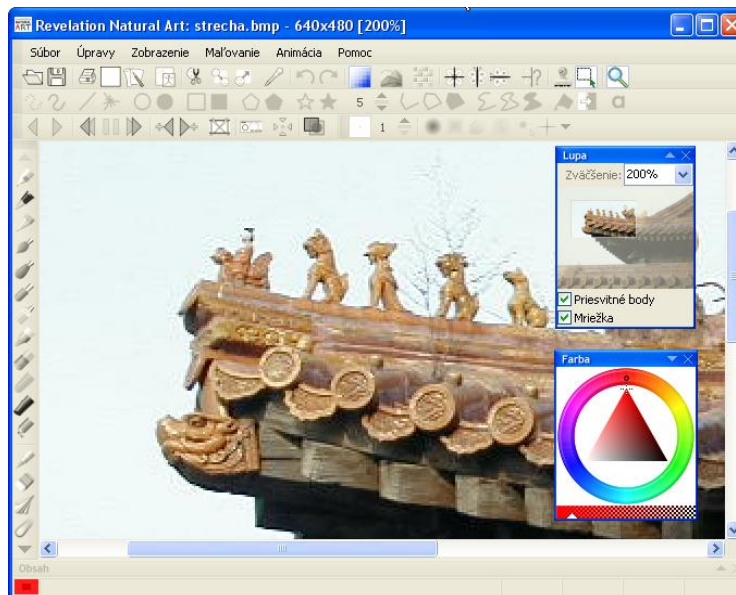 Revelation Natural Art: strecha.bmp - 640x480 [200%]
Súbor Úpravy Zobrazenie Maľovanie Animácia Pomoc
5
1
Lupa
Zväčšenie: 200%
Priesvitné body
Mriežka
Farba
Obsah